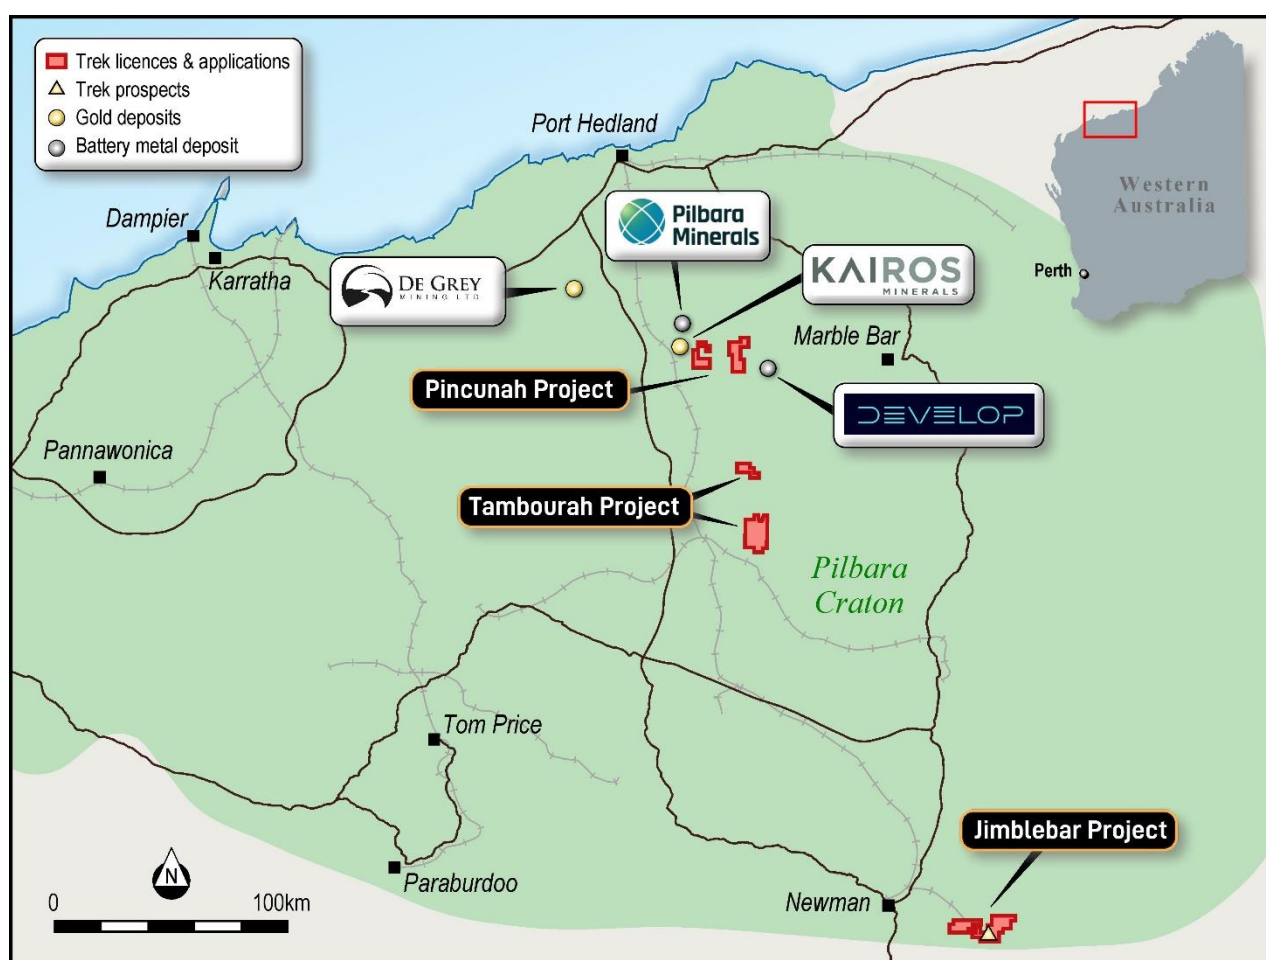 Trek licences & applications
Trek prospects
Gold deposits
Battery metal deposit
Port Hedland
Western
Australia
Perth
Dampier
Karratha
Pilbara
Minerals
DE GREY
MINING LTD
KAIROS
MINERALS
Marble Bar
Pincunah Project
DEVELOP
Pannawonica
Tambourah Project
Pilbara
Craton
Tom Price
Jimblebar Project
Paraburdoo
Newman
N
0 100km